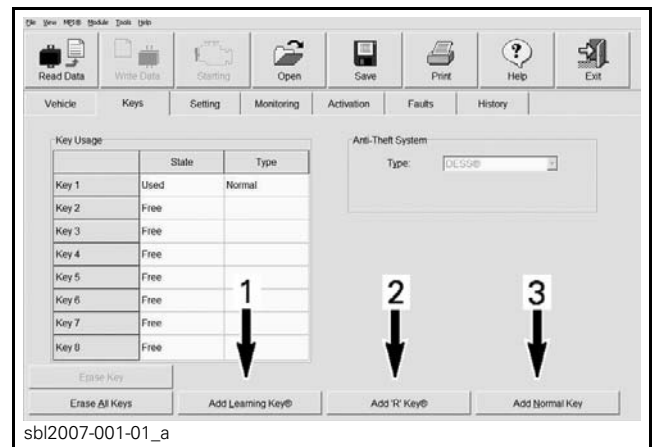 File View MPI® Module Tools Help
Read Data Write Data Starting Open Save Print Help Exit
Vehicle Keys Setting Monitoring Activation Faults History
Key Usage
State Type
Key 1 Used Normal
Key 2 Free
Key 3 Free
Key 4 Free
Key 5 Free
Key 6 Free
Key 7 Free
Key 8 Free
Anti-Theft System
Type: DESS®
1 2 3
Erase Key
Erase All Keys Add Learning Key® Add 'R' Key® Add Normal Key
sbl2007-001-01_a